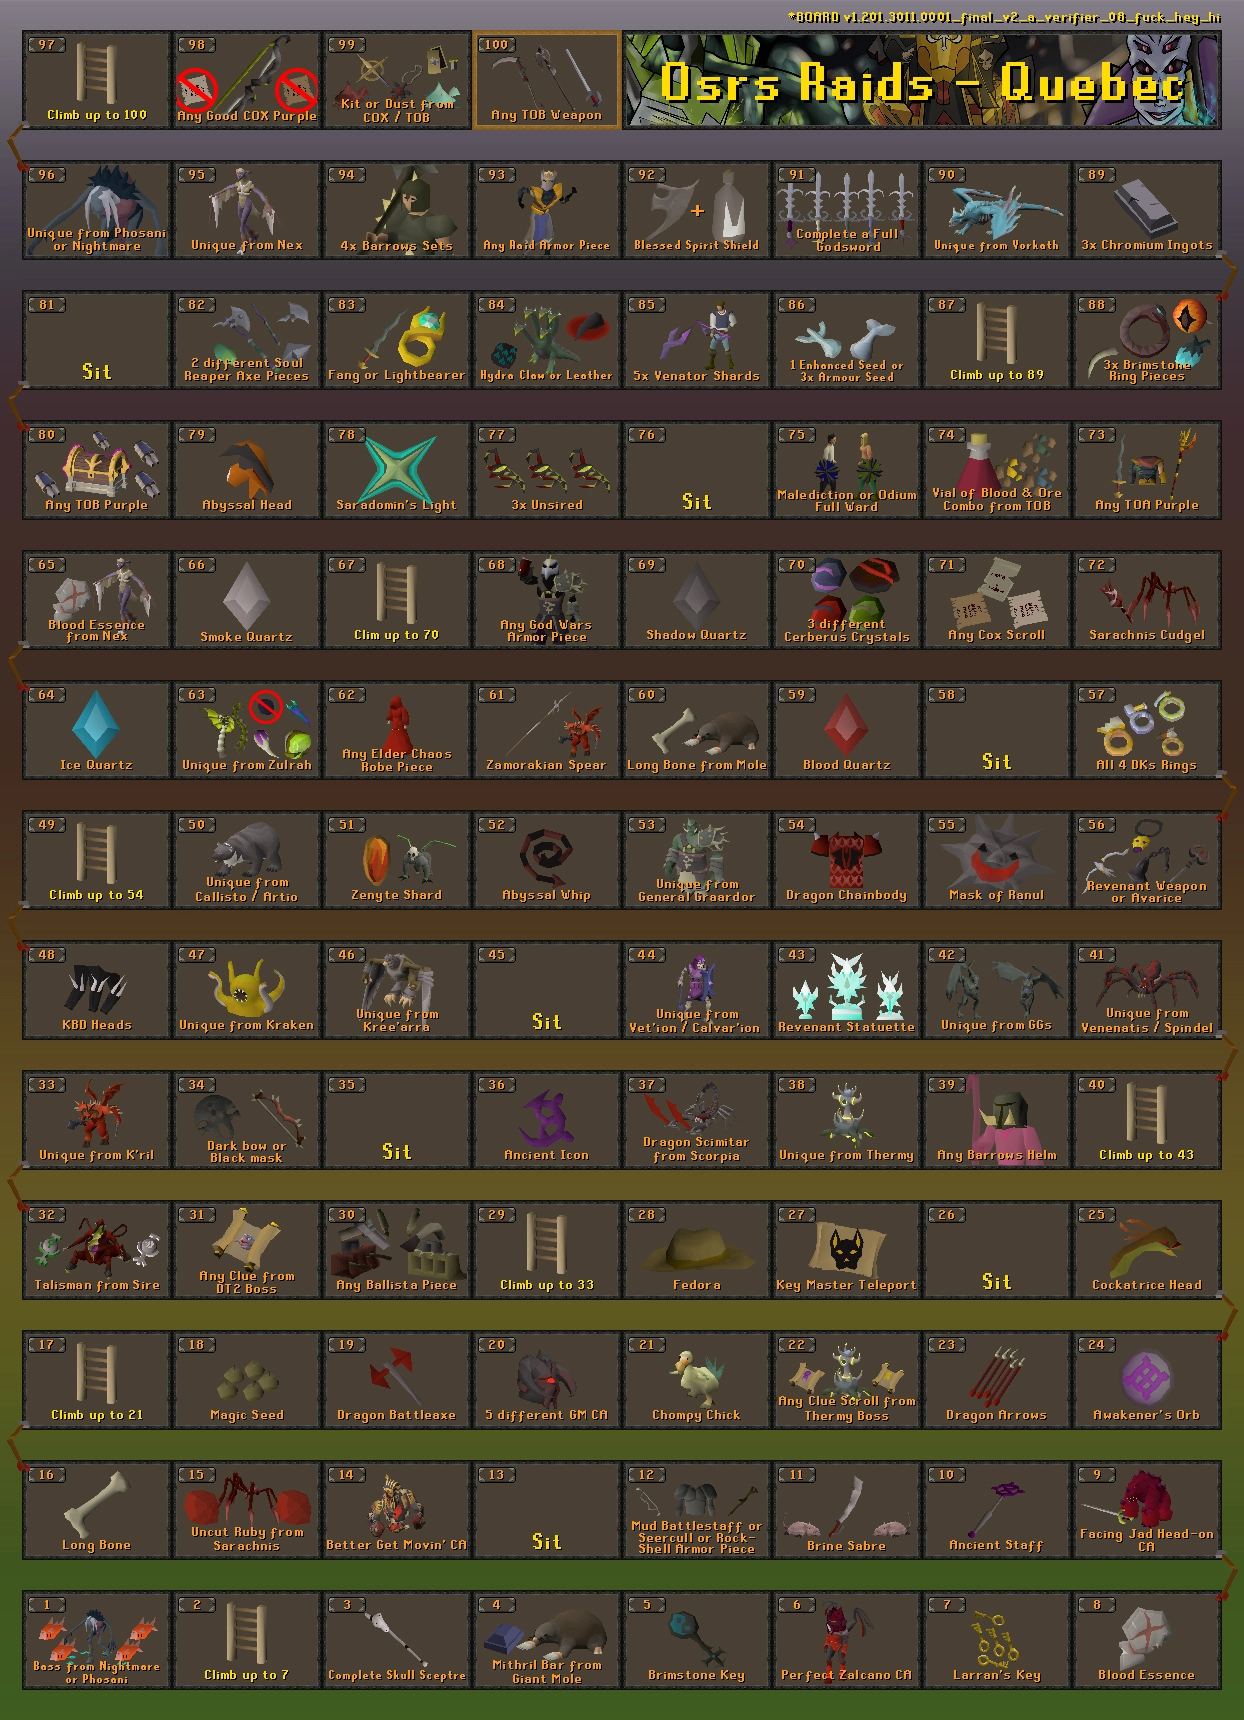 *BOARD v1.201.3011.0001_final_v2_a_verifier_08_fuck_hey_hi
97
Climb up to 100
98
Any Good COX Purple
99
Kit or Dust from
COX / TOB
100
Any TOB Weapon
Osrs Raids - Quebec
96
Unique from Phosani
or Nightmare
95
Unique from Nex
94
4x Barrows Sets
93
Any Raid Armor Piece
92
+
Blessed Spirit Shield
91
Complete a Full
Godsword
90
Unique from Vorkath
89
3x Chromium Ingots
81
Sit
82
2 different Soul
Reaper Axe Pieces
83
Fang or Lightbearer
84
Hydra Claw or Leather
85
5x Venator Shards
86
1 Enhanced Seed or
3x Armour Seed
87
Climb up to 89
88
3x Brimstone
Ring Pieces
80
Any TOB Purple
79
Abyssal Head
78
Saradomin's Light
77
3x Unsired
76
Sit
75
Malediction or Odium
Full Ward
74
Vial of Blood & Ore
Combo from TOB
73
Any TOA Purple
65
Blood Essence
from Nex
66
Smoke Quartz
67
Clim up to 70
68
Any God Wars
Armor Piece
69
Shadow Quartz
70
3 different
Cerberus Crystals
71
Any Cox Scroll
72
Sarachnis Cudgel
64
Ice Quartz
63
Unique from Zulrah
62
Any Elder Chaos
Robe Piece
61
Zamorakian Spear
60
Long Bone from Mole
59
Blood Quartz
58
Sit
57
All 4 DKs Rings
49
Climb up to 54
50
Unique from
Callisto / Artio
51
Zenyte Shard
52
Abyssal Whip
53
Unique from
General Graardor
54
Dragon Chainbody
55
Mask of Ranul
56
Revenant Weapon
or Avarice
48
KBD Heads
47
Unique from Kraken
46
Unique from
Kree'arra
45
Sit
44
Unique from
Vet'ion / Calvar'ion
43
Revenant Statuette
42
Unique from GGs
41
Unique from
Venenatis / Spindel
33
Unique from K'ril
34
Dark bow or
Black mask
35
Sit
36
Ancient Icon
37
Dragon Scimitar
from Scorpia
38
Unique from Thermy
39
Any Barrows Helm
40
Climb up to 43
32
Talisman from Sire
31
Any Clue from
DT2 Boss
30
Any Ballista Piece
29
Climb up to 33
28
Fedora
27
Key Master Teleport
26
Sit
25
Cockatrice Head
17
Climb up to 21
18
Magic Seed
19
Dragon Battleaxe
20
5 different GM CA
21
Chompy Chick
22
Any Clue Scroll from
Thermy Boss
23
Dragon Arrows
24
Awakener's Orb
16
Long Bone
15
Uncut Ruby from
Sarachnis
14
Better Get Movin' CA
13
Sit
12
Mud Battlestaff or
Seercull or Rock-
Shell Armor Piece
11
Brine Sabre
10
Ancient Staff
9
Facing Jad Head-on
CA
1
Bass from Nightmare
or Phosani
2
Climb up to 7
3
Complete Skull Sceptre
4
Mithril Bar from
Giant Mole
5
Brimstone Key
6
Perfect Zalcano CA
7
Larran's Key
8
Blood Essence